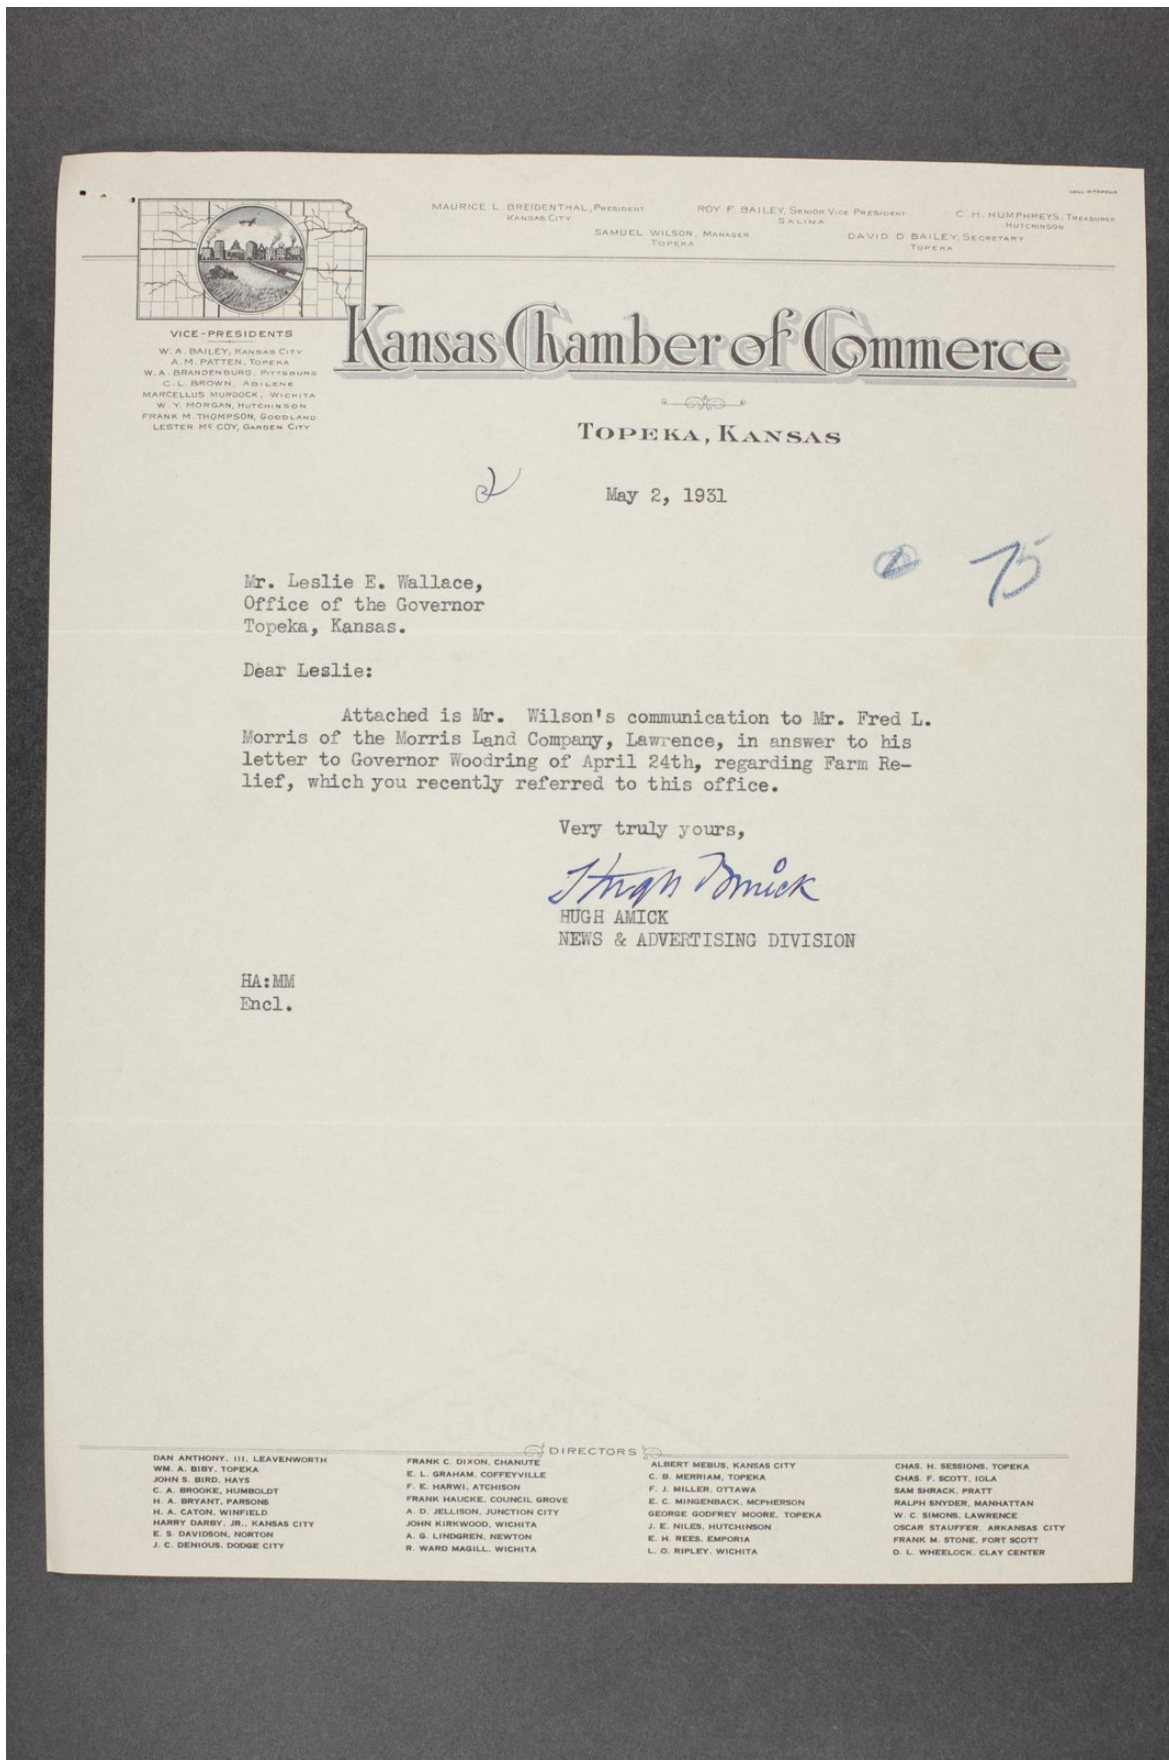 HALL LITHO TOPEKA
MAURICE L. BREIDENTHAL, PRESIDENT
KANSAS CITY
ROY F. BAILEY, SENIOR VICE PRESIDENT
SALINA
C. H. HUMPHREYS, TREASURER
HUTCHINSON
SAMUEL WILSON, MANAGER
TOPEKA
DAVID D. BAILEY, SECRETARY
TOPEKA
VICE-PRESIDENTS
W. A. BAILEY, KANSAS CITY
A. M. PATTEN, TOPEKA
W. A. BRANDENBURG, PITTSBURG
C. L. BROWN, ABILENE
MARCELLUS MURDOCK, WICHITA
W. Y. MORGAN, HUTCHINSON
FRANK M. THOMPSON, GOODLAND
LESTER Mc COY, GARDEN CITY
Kansas Chamber of Commerce
TOPEKA, KANSAS
May 2, 1931
75
Mr. Leslie E. Wallace,
Office of the Governor
Topeka, Kansas.
Dear Leslie:
Attached is Mr. Wilson's communication to Mr. Fred L.
Morris of the Morris Land Company, Lawrence, in answer to his
letter to Governor Woodring of April 24th, regarding Farm Re-
lief, which you recently referred to this office.
Very truly yours,
Hugh Amick
HUGH AMICK
NEWS & ADVERTISING DIVISION
HA:MM
Encl.
DIRECTORS
DAN ANTHONY, III, LEAVENWORTH
WM. A. BIBY, TOPEKA
JOHN S. BIRD, HAYS
C. A. BROOKE, HUMBOLDT
H. A. BRYANT, PARSONS
H. A. CATON, WINFIELD
HARRY DARBY, JR., KANSAS CITY
E. S. DAVIDSON, NORTON
J. C. DENIOUS, DODGE CITY
FRANK C. DIXON, CHANUTE
E. L. GRAHAM, COFFEYVILLE
F. E. HARWI, ATCHISON
FRANK HAUCKE, COUNCIL GROVE
A. D. JELLISON, JUNCTION CITY
JOHN KIRKWOOD, WICHITA
A. G. LINDGREN, NEWTON
R. WARD MAGILL, WICHITA
ALBERT MEBUS, KANSAS CITY
C. B. MERRIAM, TOPEKA
F. J. MILLER, OTTAWA
E. C. MINGENBACK, MCPHERSON
GEORGE GODFREY MOORE, TOPEKA
J. E. NILES, HUTCHINSON
E. H. REES, EMPORIA
L. O. RIPLEY, WICHITA
CHAS. H. SESSIONS, TOPEKA
CHAS. F. SCOTT, IOLA
SAM SHRACK, PRATT
RALPH SNYDER, MANHATTAN
W. C. SIMONS, LAWRENCE
OSCAR STAUFFER, ARKANSAS CITY
FRANK M. STONE, FORT SCOTT
D. L. WHEELOCK, CLAY CENTER